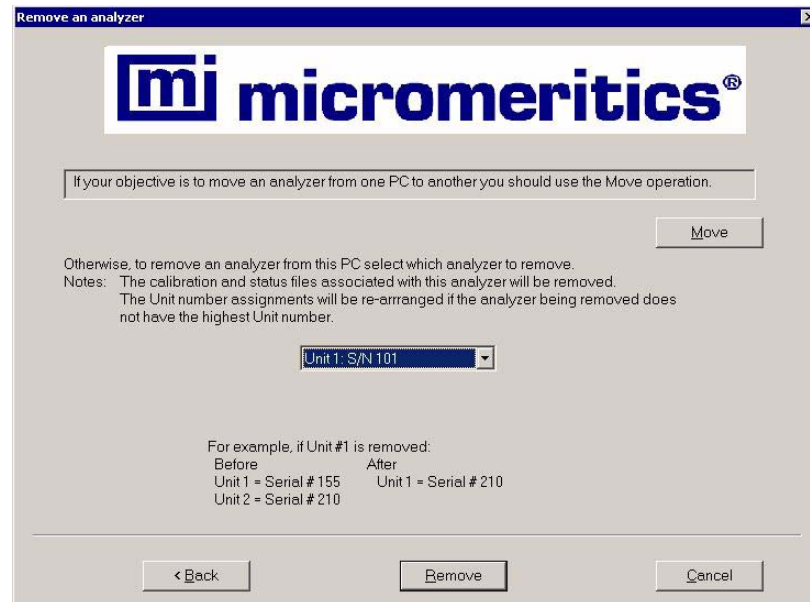 Remove an analyzer
mi micromeritics®
If your objective is to move an analyzer from one PC to another you should use the Move operation.
Move
Otherwise, to remove an analyzer from this PC select which analyzer to remove.
Notes: The calibration and status files associated with this analyzer will be removed.
The Unit number assignments will be re-arrranged if the analyzer being removed does
not have the highest Unit number.
Unit 1: S/N 101
For example, if Unit #1 is removed:
Before After
Unit 1 = Serial # 155 Unit 1 = Serial # 210
Unit 2 = Serial # 210
< Back Remove Cancel